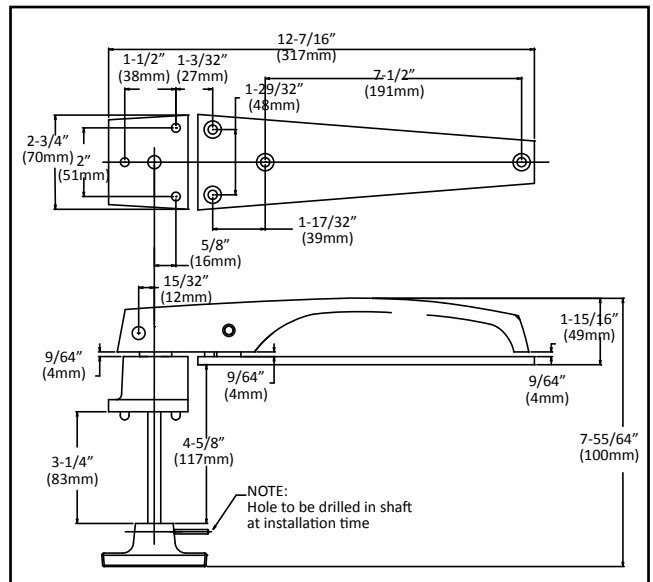 12-7/16”
(317mm)
1-1/2”
(38mm)
1-3/32”
(27mm)
7-1/2”
(191mm)
1-29/32”
(48mm)
2-3/4”
(70mm)
2”
(51mm)
1-17/32”
(39mm)
5/8”
(16mm)
15/32”
(12mm)
1-15/16”
(49mm)
9/64”
(4mm)
9/64”
(4mm)
9/64”
(4mm)
7-55/64”
(100mm)
4-5/8”
(117mm)
3-1/4”
(83mm)
NOTE:
Hole to be drilled in shaft
at installation time